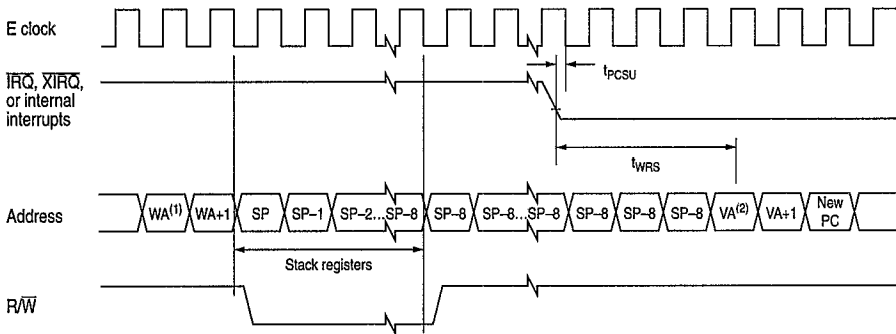 E clock
I̅R̅Q̅, X̅I̅R̅Q̅,
or internal
interrupts
tPCSU
tWRS
Address
WA(1) WA+1 SP SP–1 SP–2...SP–8 SP–8 SP–8...SP–8 SP–8 SP–8 SP–8 VA(2) VA+1 New PC
Stack registers
R/W̅